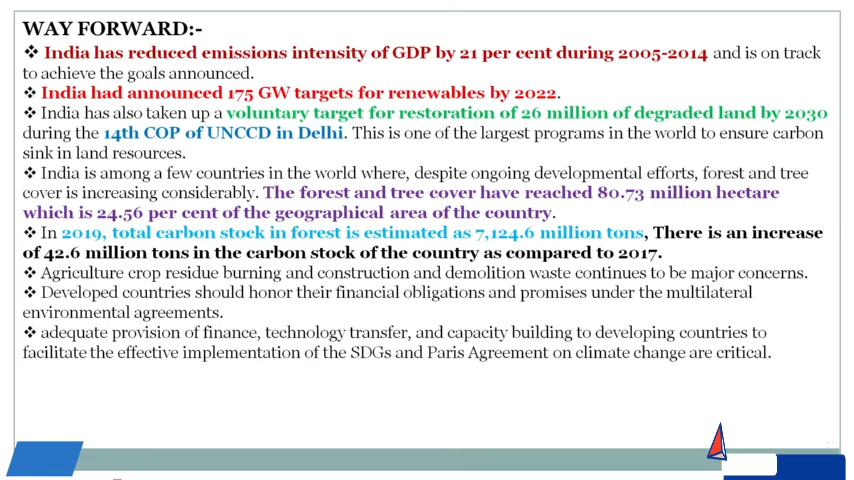 WAY FORWARD:-
❖ India has reduced emissions intensity of GDP by 21 per cent during 2005-2014 and is on track
to achieve the goals announced.
❖ India had announced 175 GW targets for renewables by 2022.
❖ India has also taken up a voluntary target for restoration of 26 million of degraded land by 2030
during the 14th COP of UNCCD in Delhi. This is one of the largest programs in the world to ensure carbon
sink in land resources.
❖ India is among a few countries in the world where, despite ongoing developmental efforts, forest and tree
cover is increasing considerably. The forest and tree cover have reached 80.73 million hectare
which is 24.56 per cent of the geographical area of the country.
❖ In 2019, total carbon stock in forest is estimated as 7,124.6 million tons, There is an increase
of 42.6 million tons in the carbon stock of the country as compared to 2017.
❖ Agriculture crop residue burning and construction and demolition waste continues to be major concerns.
❖ Developed countries should honor their financial obligations and promises under the multilateral
environmental agreements.
❖ adequate provision of finance, technology transfer, and capacity building to developing countries to
facilitate the effective implementation of the SDGs and Paris Agreement on climate change are critical.